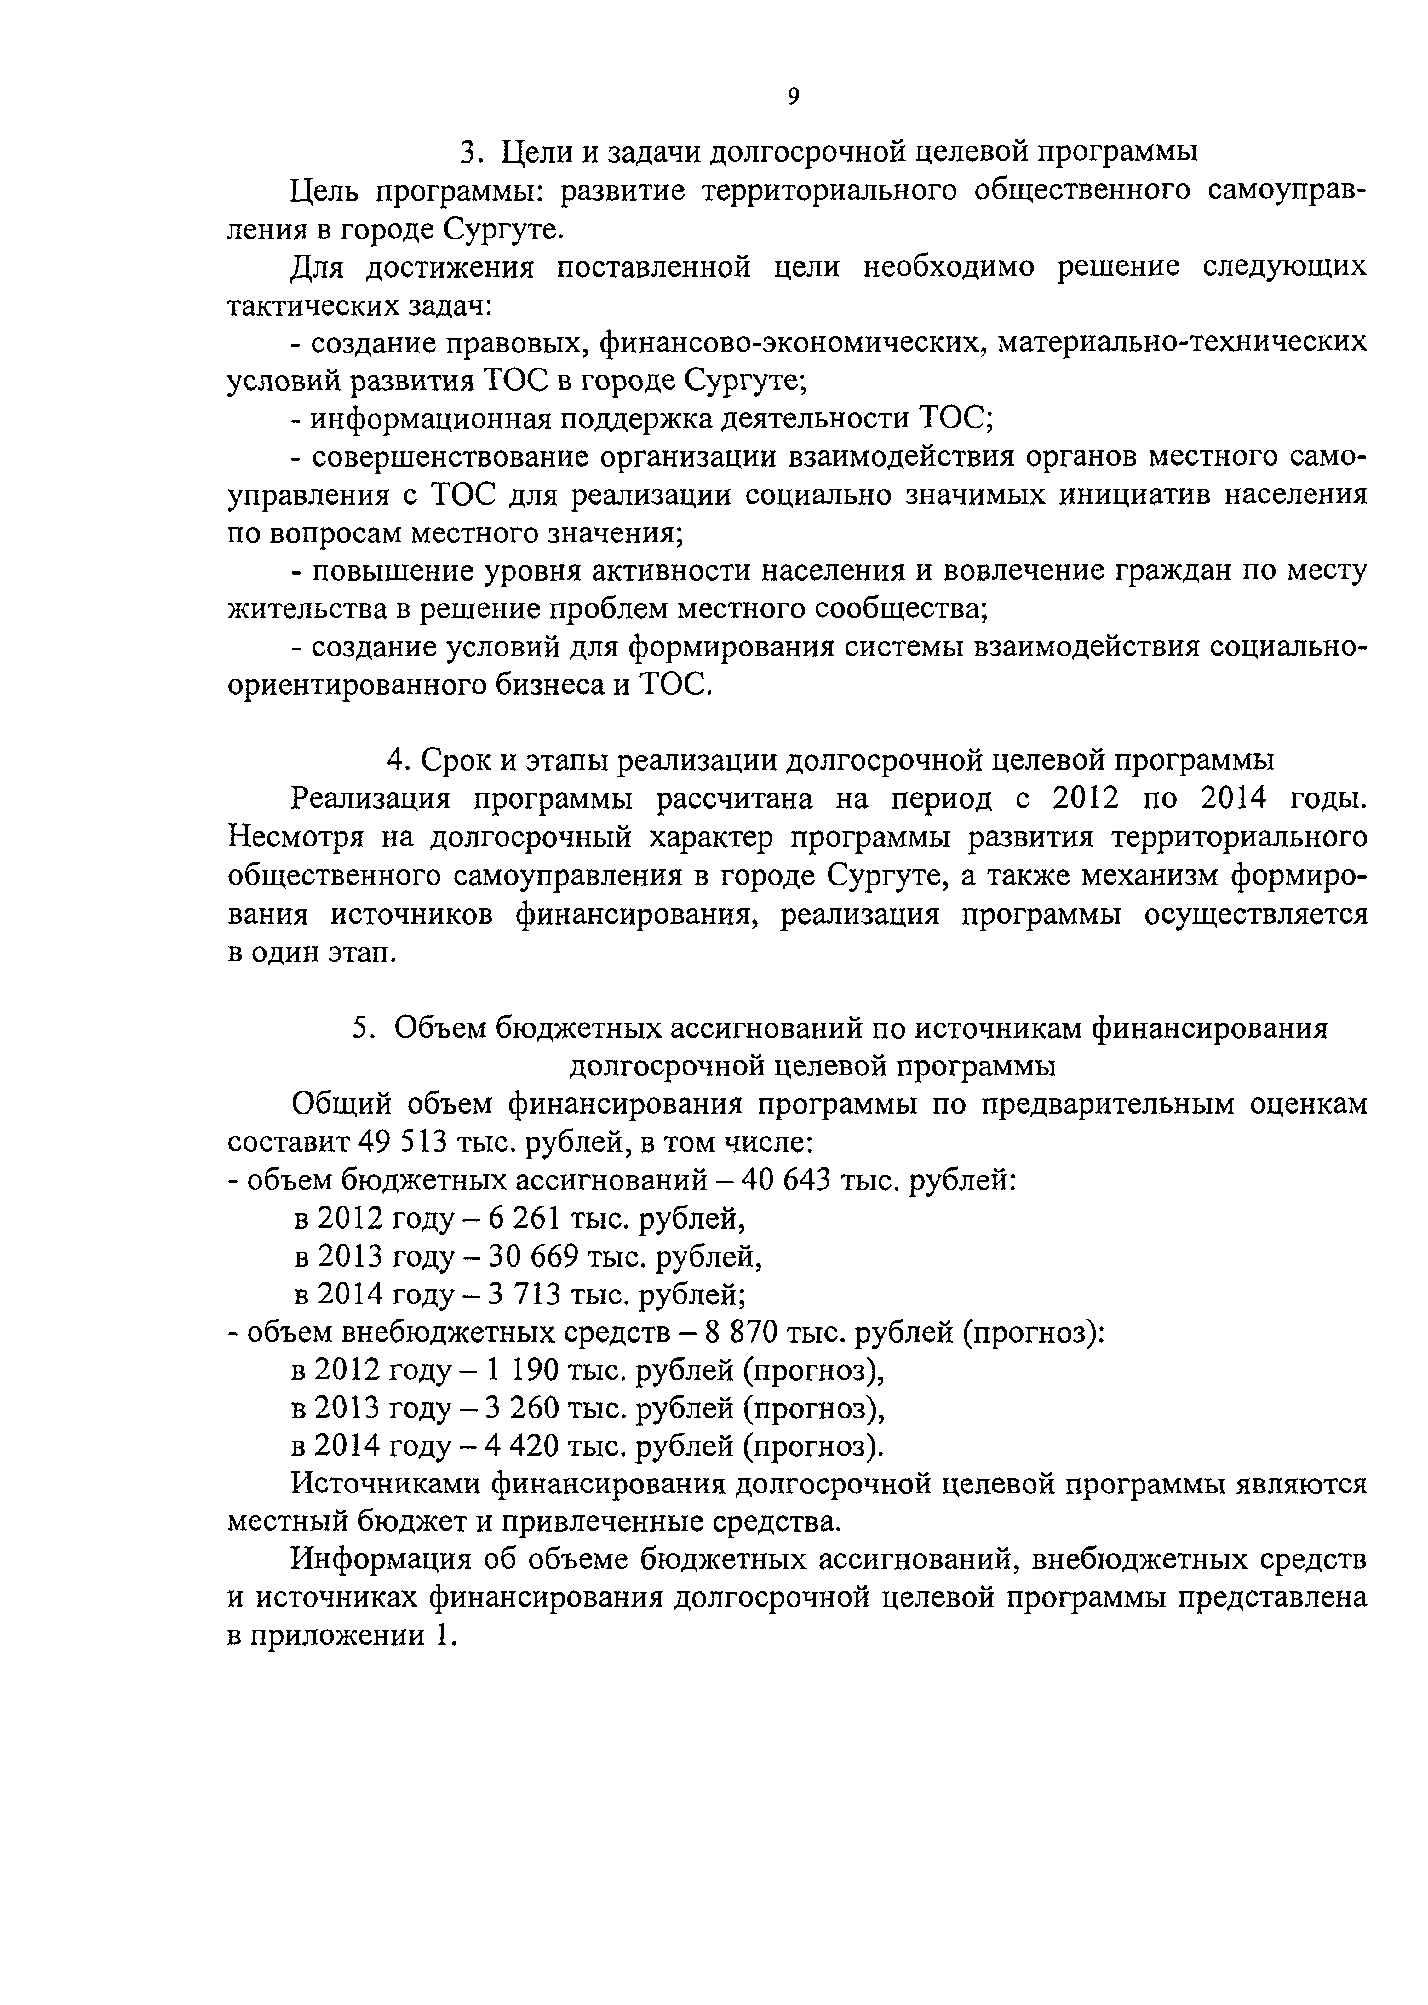 9
3. Цели и задачи долгосрочной целевой программы
Цель программы: развитие территориального общественного самоуправ-
ления в городе Сургуте.
Для достижения поставленной цели необходимо решение следующих
тактических задач:
- создание правовых, финансово-экономических, материально-технических
условий развития ТОС в городе Сургуте;
- информационная поддержка деятельности ТОС;
- совершенствование организации взаимодействия органов местного само-
управления с ТОС для реализации социально значимых инициатив населения
по вопросам местного значения;
- повышение уровня активности населения и вовлечение граждан по месту
жительства в решение проблем местного сообщества;
- создание условий для формирования системы взаимодействия социально-
ориентированного бизнеса и ТОС.
4. Срок и этапы реализации долгосрочной целевой программы
Реализация программы рассчитана на период с 2012 по 2014 годы.
Несмотря на долгосрочный характер программы развития территориального
общественного самоуправления в городе Сургуте, а также механизм формиро-
вания источников финансирования, реализация программы осуществляется
в один этап.
5. Объем бюджетных ассигнований по источникам финансирования
долгосрочной целевой программы
Общий объем финансирования программы по предварительным оценкам
составит 49 513 тыс. рублей, в том числе:
- объем бюджетных ассигнований – 40 643 тыс. рублей:
в 2012 году – 6 261 тыс. рублей,
в 2013 году – 30 669 тыс. рублей,
в 2014 году – 3 713 тыс. рублей;
- объем внебюджетных средств – 8 870 тыс. рублей (прогноз):
в 2012 году – 1 190 тыс. рублей (прогноз),
в 2013 году – 3 260 тыс. рублей (прогноз),
в 2014 году – 4 420 тыс. рублей (прогноз).
Источниками финансирования долгосрочной целевой программы являются
местный бюджет и привлеченные средства.
Информация об объеме бюджетных ассигнований, внебюджетных средств
и источниках финансирования долгосрочной целевой программы представлена
в приложении 1.